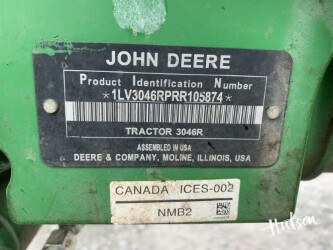 JOHN DEERE
Product Identification Number
*1LV3046RPRR105874*
TRACTOR 3046R
ASSEMBLED IN USA
DEERE & COMPANY, MOLINE, ILLINOIS, USA
CANADA ICES-002
NMB2
Hutson